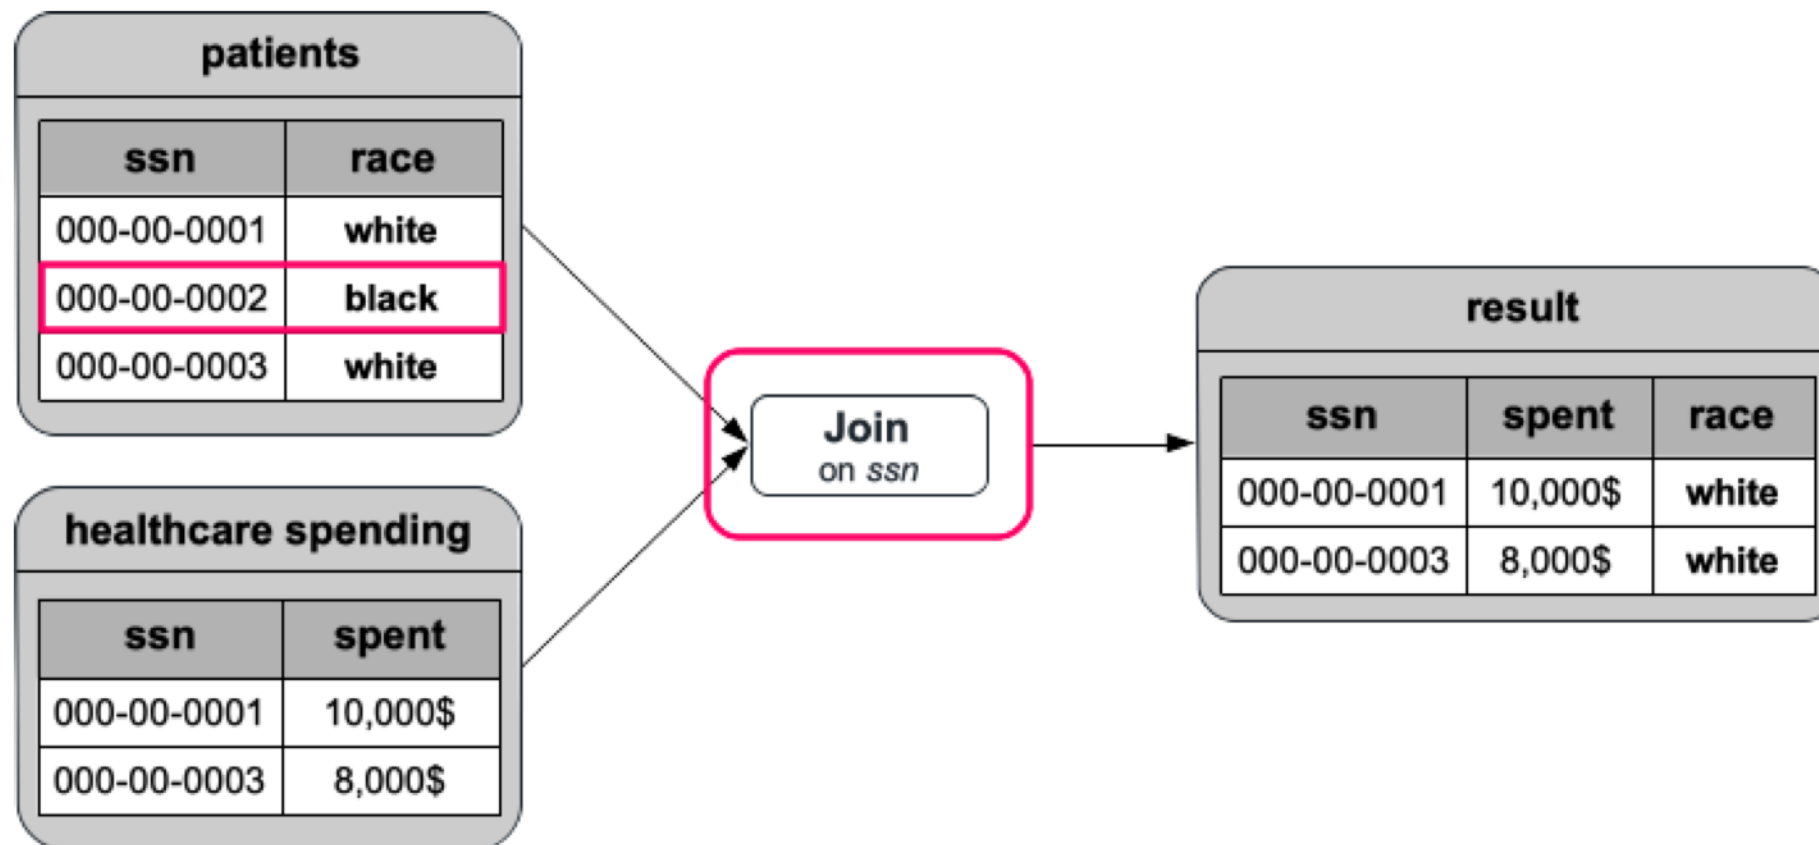 patients
ssn race
000-00-0001 white
000-00-0002 black
000-00-0003 white
healthcare spending
ssn spent
000-00-0001 10,000$
000-00-0003 8,000$
Join
on ssn
result
ssn spent race
000-00-0001 10,000$ white
000-00-0003 8,000$ white